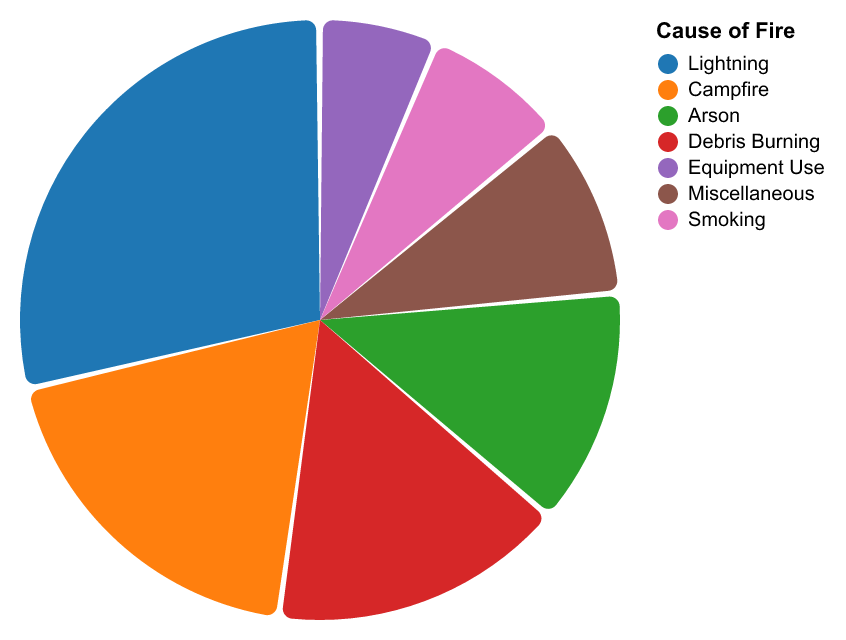 Cause of Fire
Lightning
Campfire
Arson
Debris Burning
Equipment Use
Miscellaneous
Smoking